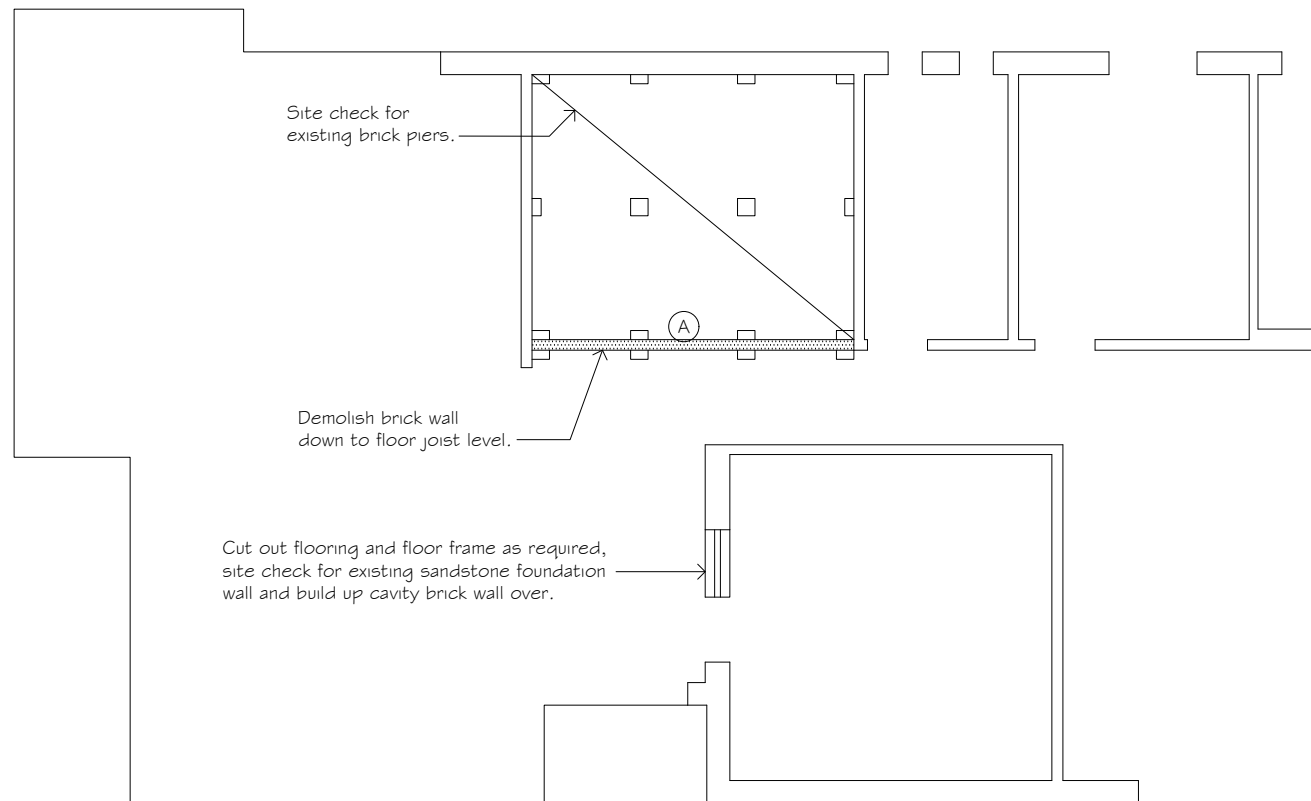 Site check for
existing brick piers.
A
Demolish brick wall
down to floor joist level.
Cut out flooring and floor frame as required,
site check for existing sandstone foundation
wall and build up cavity brick wall over.